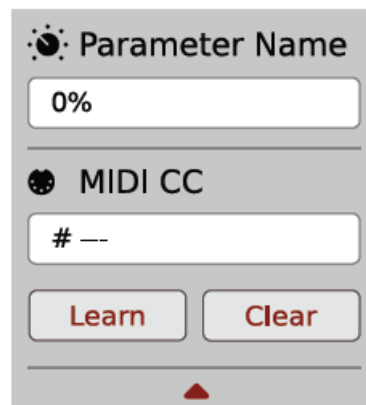 Parameter Name
0%
MIDI CC
# ---
Learn
Clear